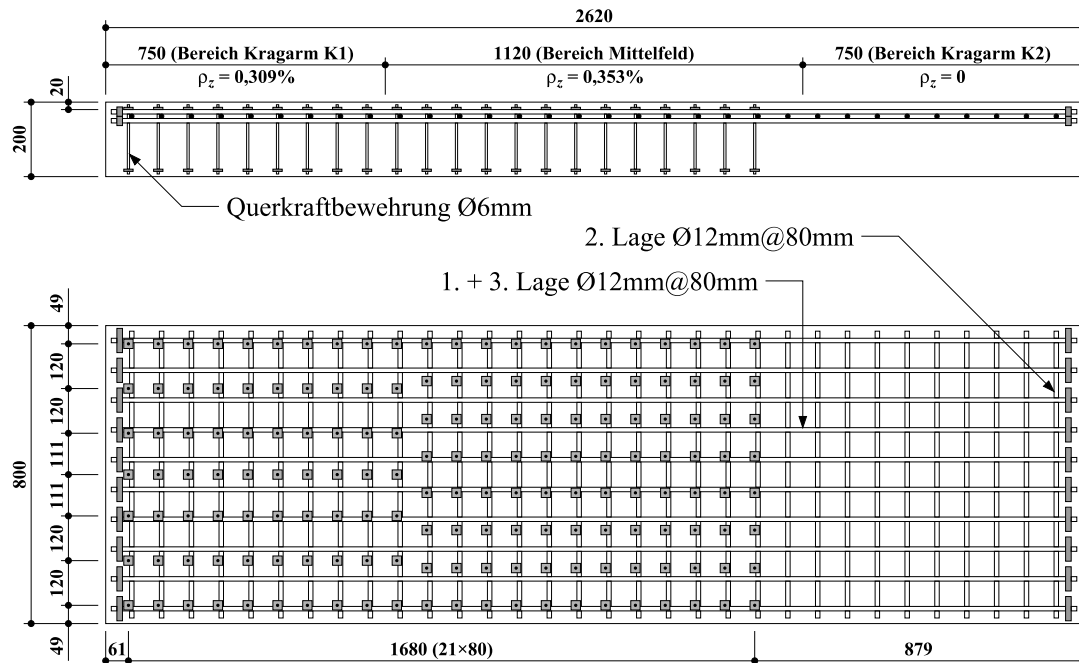 2620
750 (Bereich Kragarm K1)
1120 (Bereich Mittelfeld)
750 (Bereich Kragarm K2)
ρz = 0,309%
ρz = 0,353%
ρz = 0
20
200
Querkraftbewehrung Ø6mm
2. Lage Ø12mm@80mm
1. + 3. Lage Ø12mm@80mm
49
120
120
111
111
120
120
49
800
61
1680 (21×80)
879